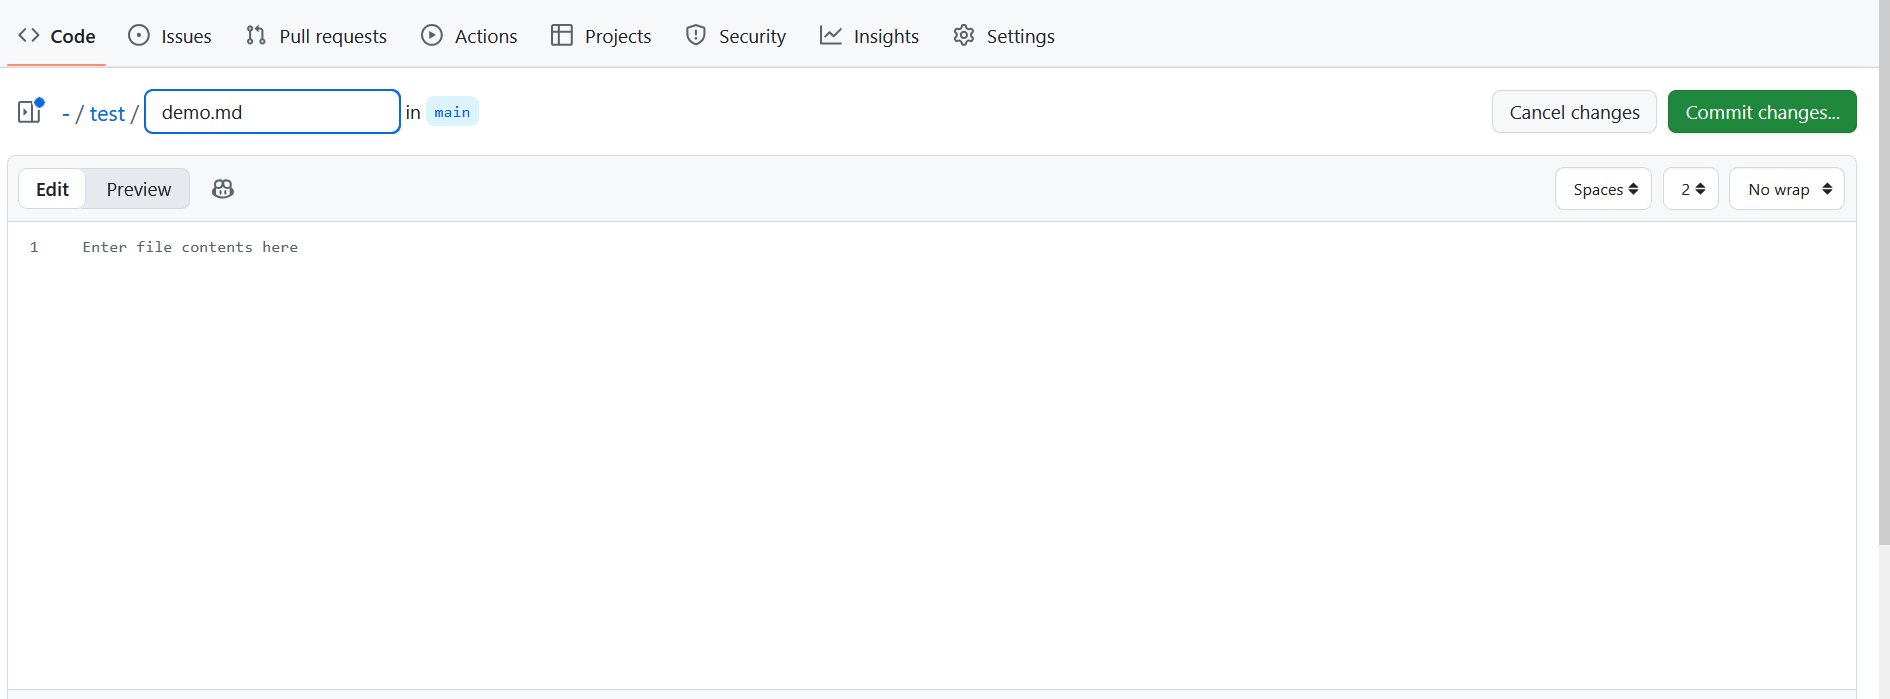 Code Issues Pull requests Actions Projects Security Insights Settings
- / test / demo.md in main Cancel changes Commit changes...
Edit Preview Spaces 2 No wrap
1 Enter file contents here